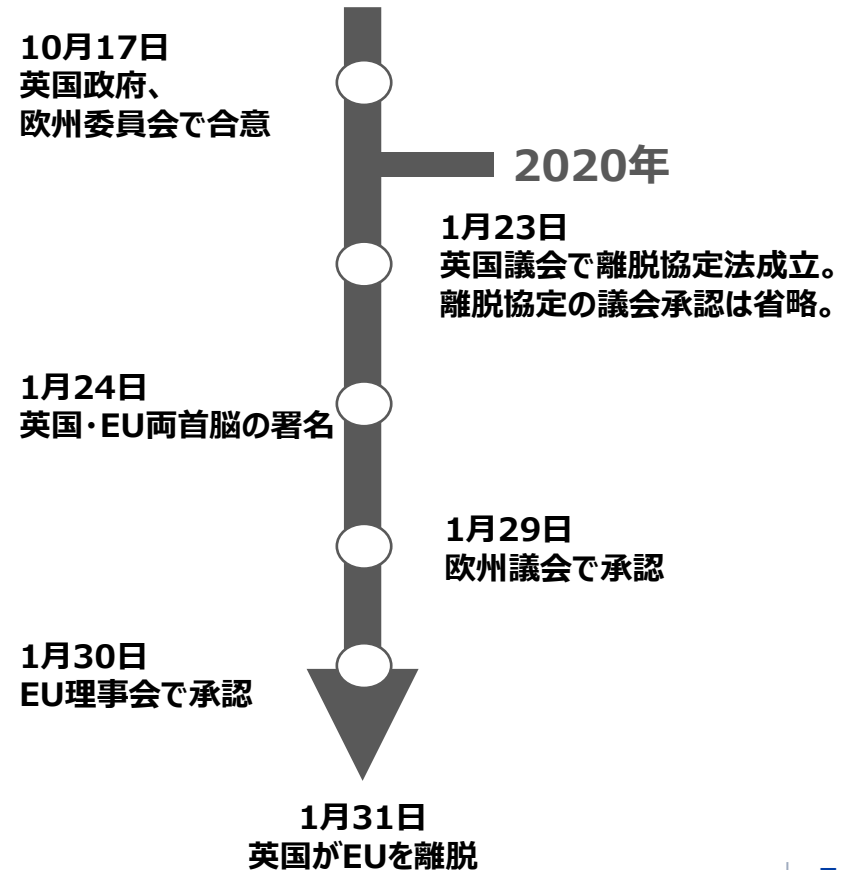 10月17日
英国政府、
欧州委員会で合意
2020年
1月23日
英国議会で離脱協定法成立。
離脱協定の議会承認は省略。
1月24日
英国・EU両首脳の署名
1月29日
欧州議会で承認
1月30日
EU理事会で承認
1月31日
英国がEUを離脱